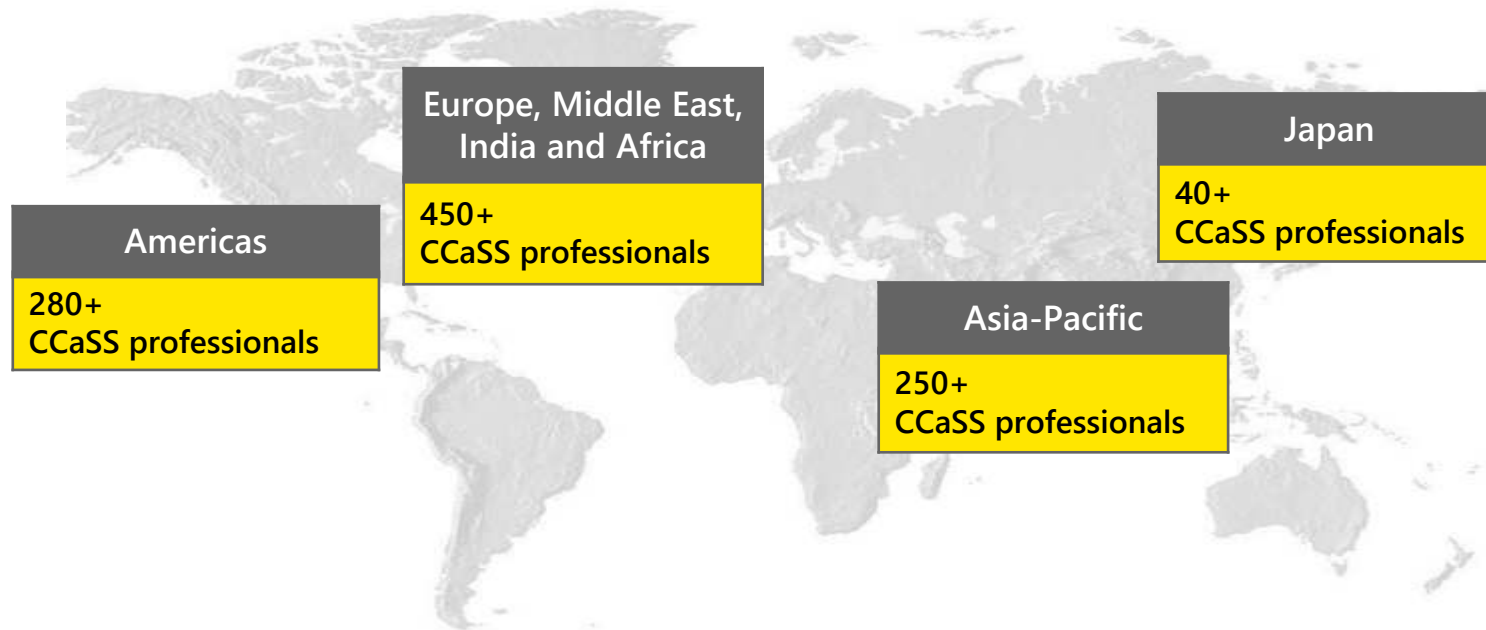 Americas
280+
CCaSS professionals
Europe, Middle East,
India and Africa
450+
CCaSS professionals
Asia-Pacific
250+
CCaSS professionals
Japan
40+
CCaSS professionals